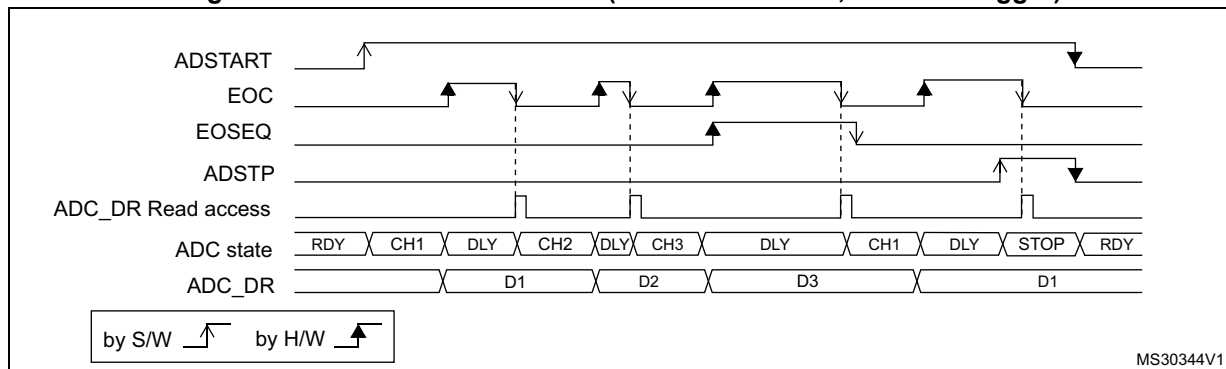 ADSTART
EOC
EOSEQ
ADSTP
ADC_DR Read access
ADC state RDY CH1 DLY CH2 DLY CH3 DLY CH1 DLY STOP RDY
ADC_DR D1 D2 D3 D1
by S/W by H/W
MS30344V1